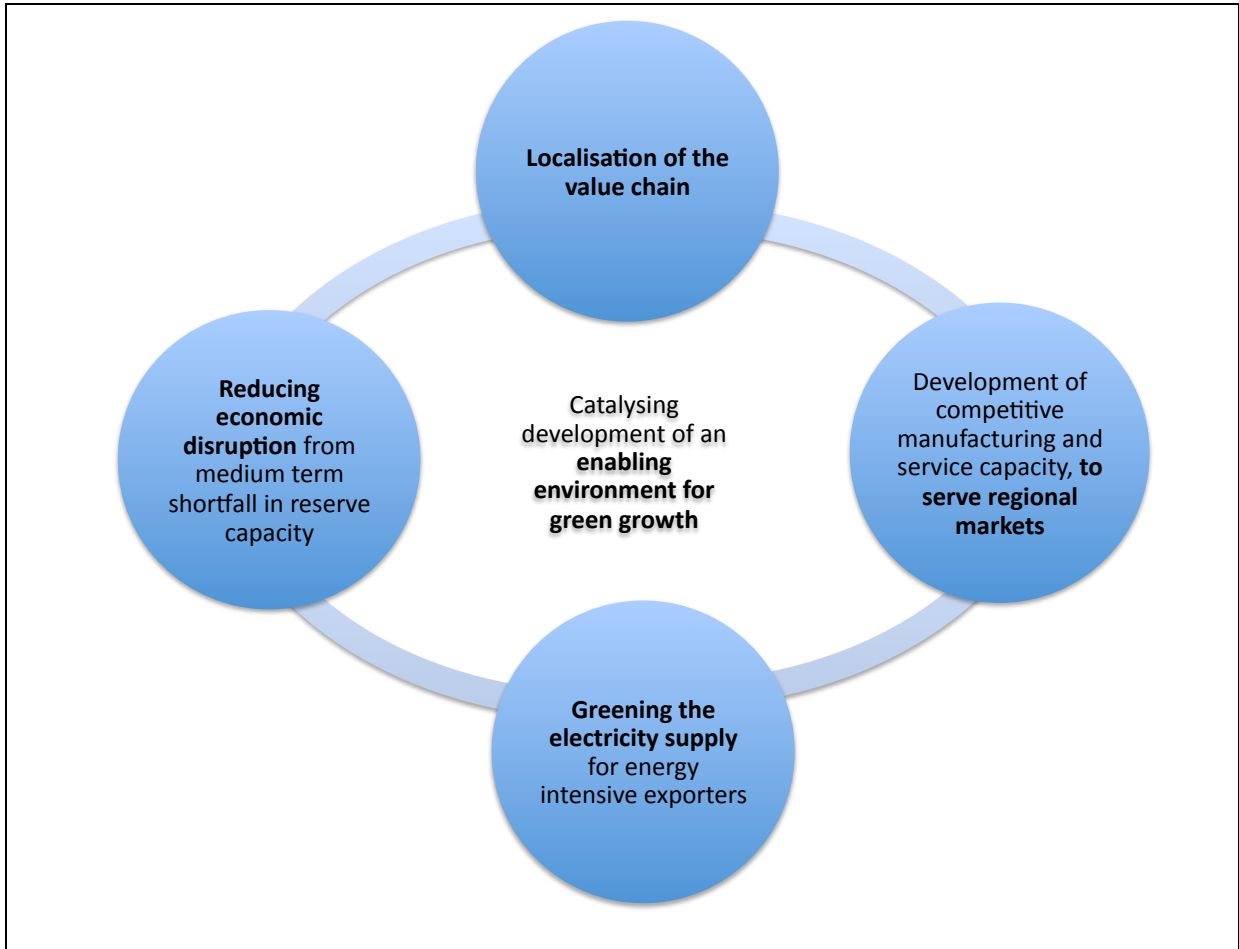 Localisation of the
value chain
Reducing
economic
disruption from
medium term
shortfall in reserve
capacity
Catalysing
development of an
enabling
environment for
green growth
Development of
competitive
manufacturing and
service capacity, to
serve regional
markets
Greening the
electricity supply
for energy
intensive exporters